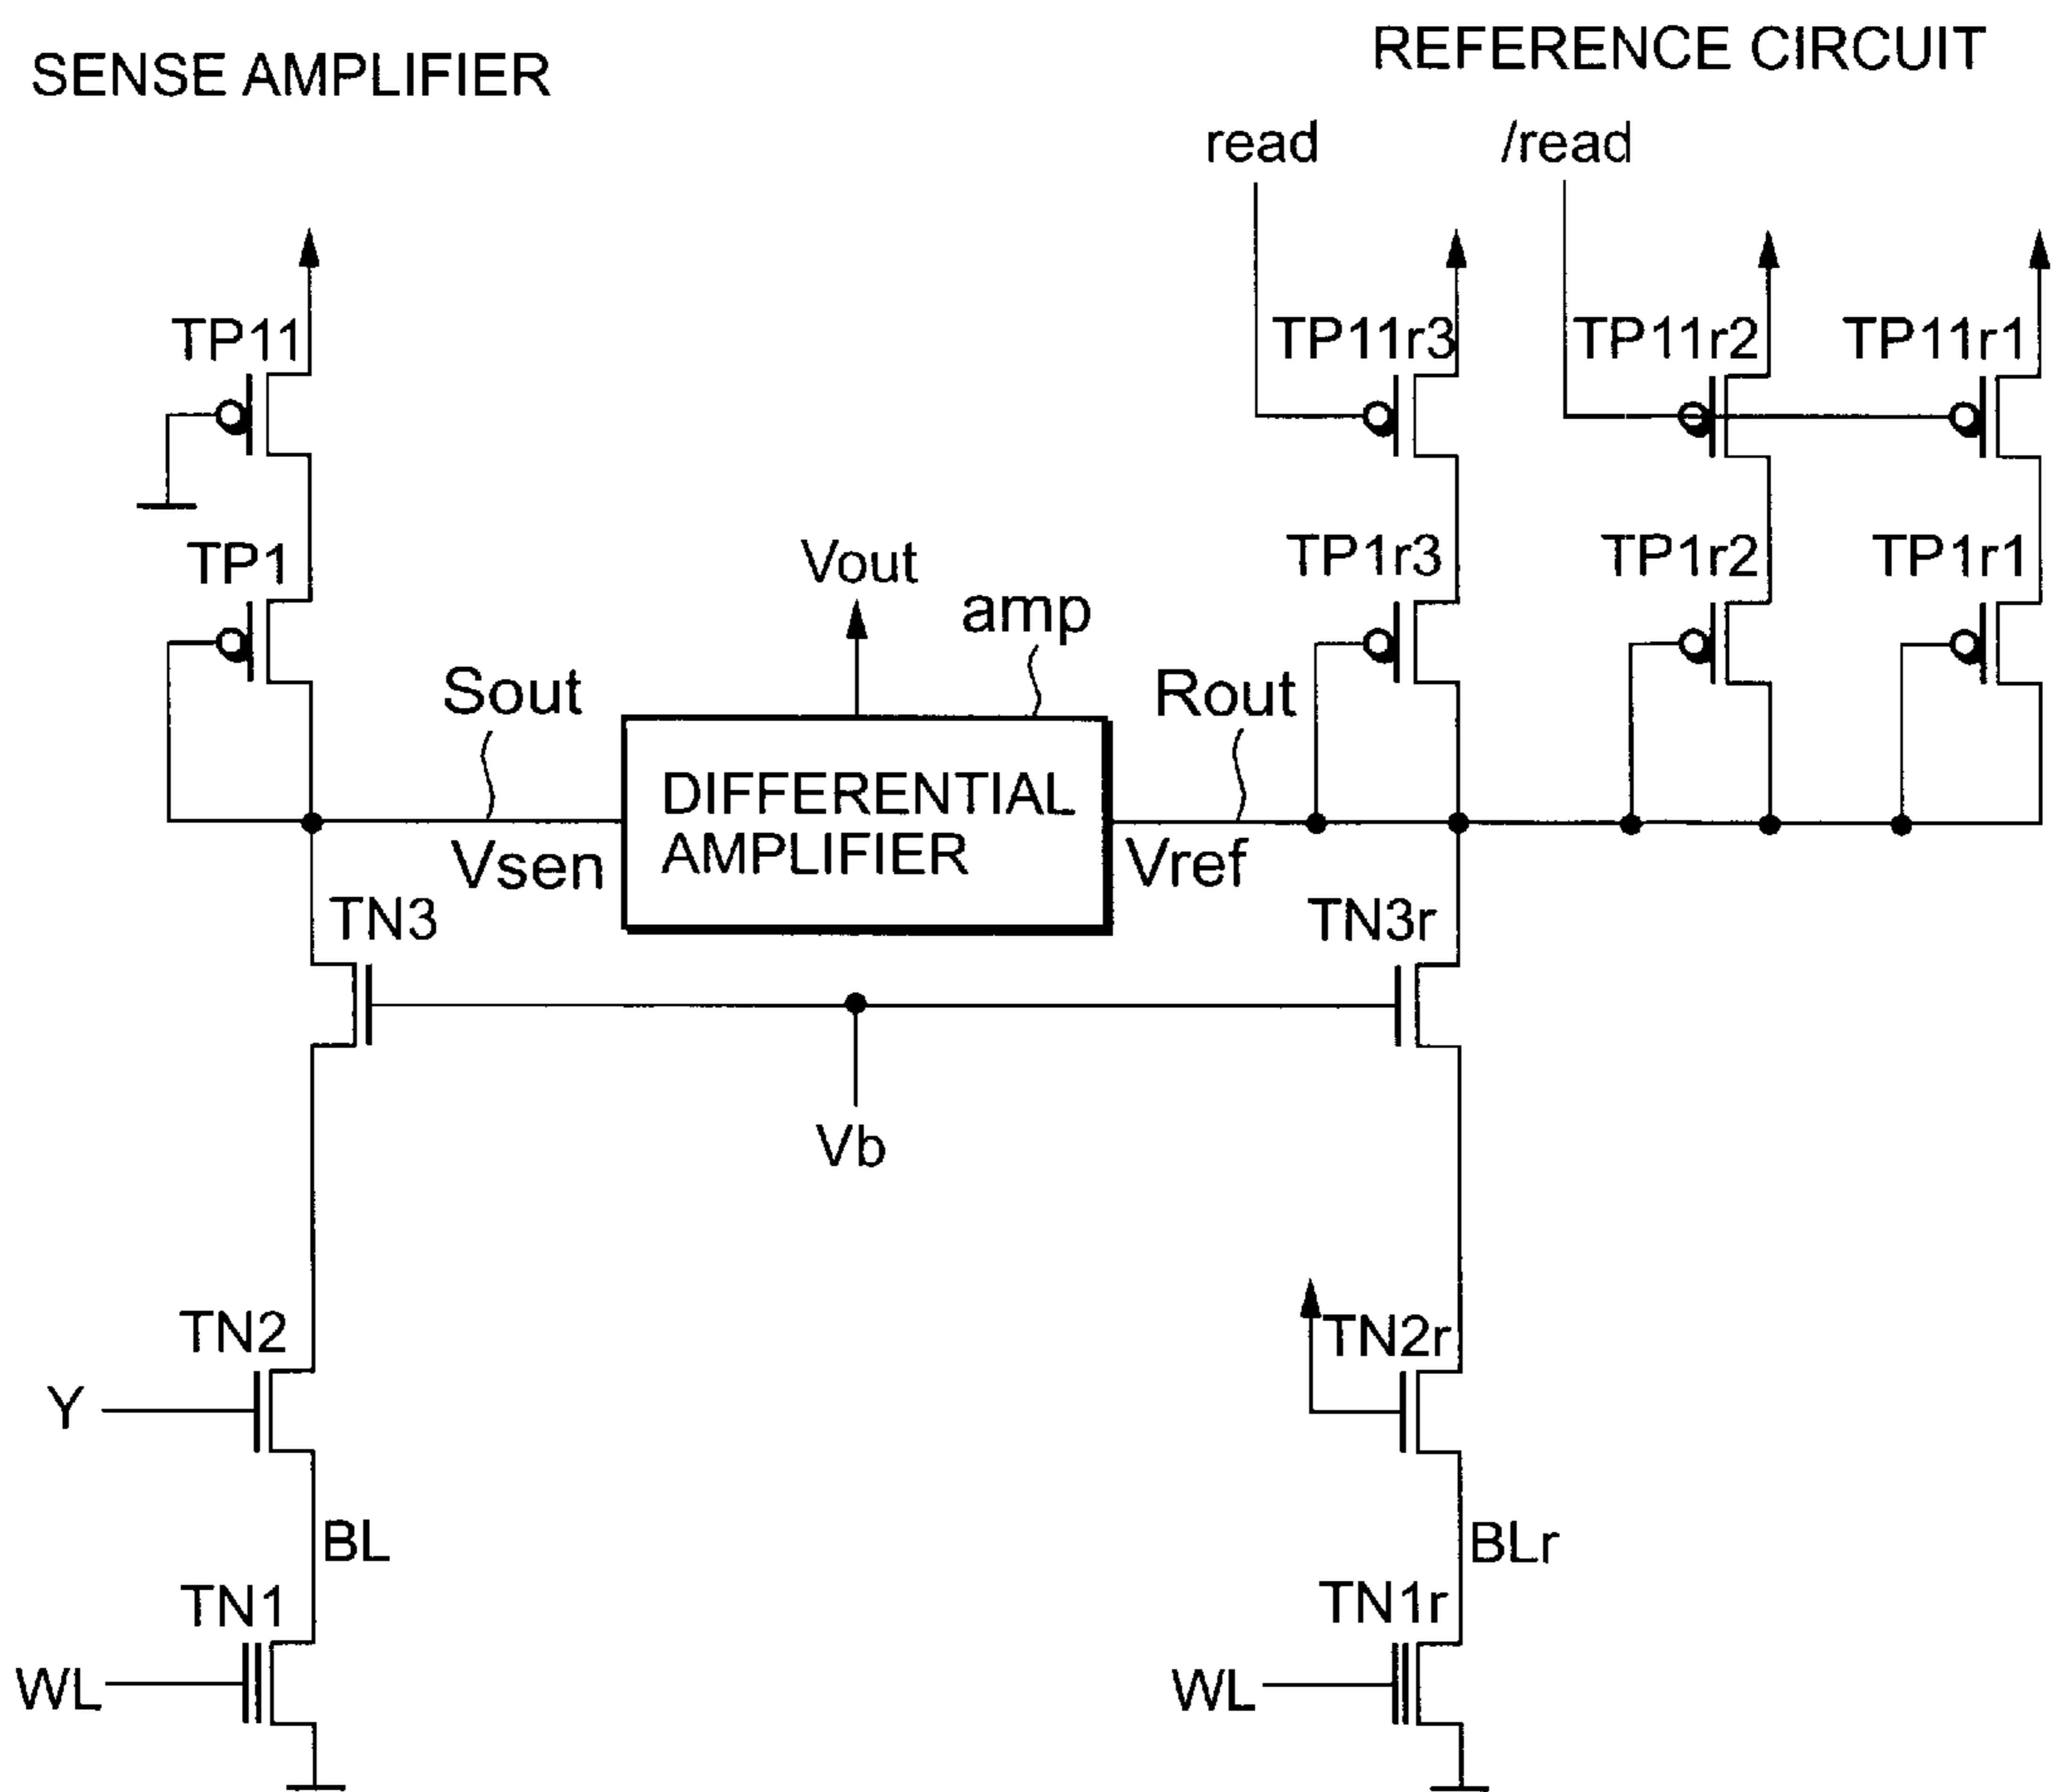 SENSE AMPLIFIER
REFERENCE CIRCUIT
read
/read
TP11
TP11r3
TP11r2
TP11r1
TP1
Vout
amp
TP1r3
TP1r2
TP1r1
Sout
Rout
DIFFERENTIAL
AMPLIFIER
Vsen
Vref
TN3
TN3r
Vb
TN2
TN2r
Y
BL
BLr
TN1
TN1r
WL
WL